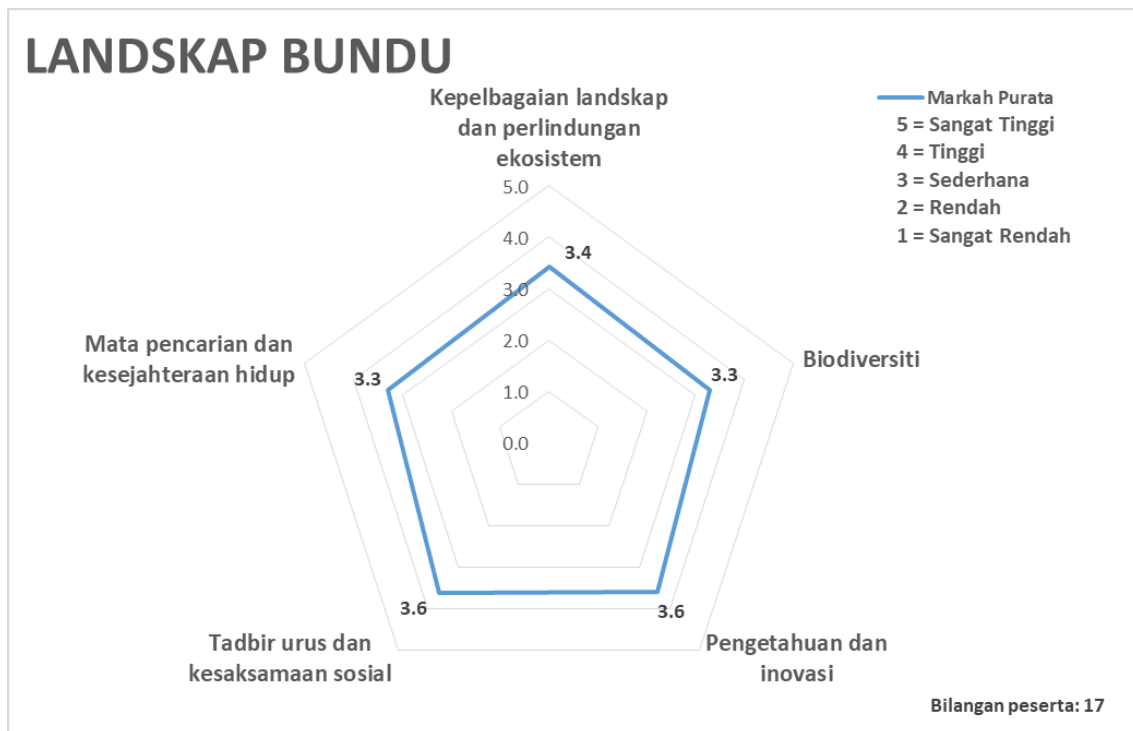 LANDSKAP BUNDU
Kepelbagaian landskap
dan perlindungan
ekosistem
Markah Purata
5 = Sangat Tinggi
4 = Tinggi
3 = Sederhana
2 = Rendah
1 = Sangat Rendah
5.0
4.0
3.0
2.0
1.0
0.0
3.4
Biodiversiti
3.3
Pengetahuan dan
inovasi
3.6
Tadbir urus dan
kesaksamaan sosial
3.6
Mata pencarian dan
kesejahteraan hidup
3.3
Bilangan peserta: 17